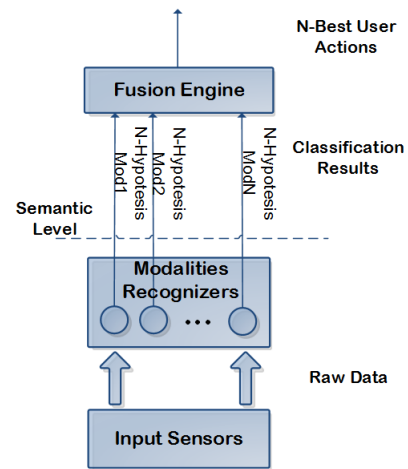 N-Best User
Actions
Fusion Engine
N-Hypotesis
Mod1
N-Hypotesis
Mod2
N-Hypotesis
ModN
Classification
Results
Semantic
Level
Modalities
Recognizers
...
Raw Data
Input Sensors